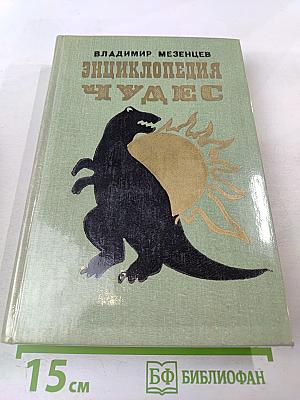 ВЛАДИМИР МЕЗЕНЦЕВ
ЭНЦИКЛОПЕДИЯ
ЧУДЕС
15 см
БФ БИБЛИОФАН